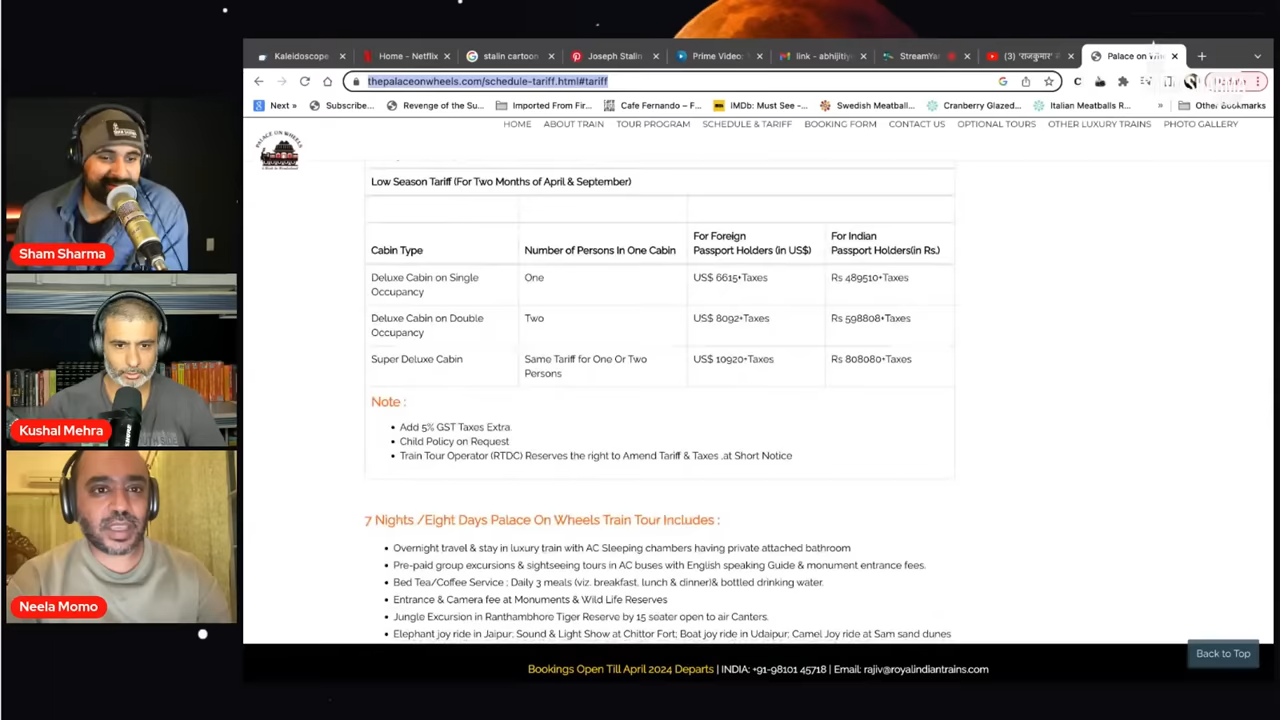 Kaleidoscope
Home - Netflix
stalin cartoon
Joseph Stalin
Prime Video:
link - abhijitiy
StreamYar
(3) 'राजकुमार'
Palace on
thepalaceonwheels.com/schedule-tariff.html#tariff
Next »
Subscribe...
Revenge of the Su...
Imported From Fir...
Cafe Fernando – F...
IMDb: Must See -...
Swedish Meatball...
Cranberry Glazed...
Italian Meatballs R...
»
Other Bookmarks
PALACE ON WHEELS
HOME ABOUT TRAIN TOUR PROGRAM SCHEDULE & TARIFF BOOKING FORM CONTACT US OPTIONAL TOURS OTHER LUXURY TRAINS PHOTO GALLERY
Low Season Tariff (For Two Months of April & September)
Cabin Type
Number of Persons In One Cabin
For Foreign
Passport Holders (in US$)
For Indian
Passport Holders(in Rs.)
Deluxe Cabin on Single
Occupancy
One
US$ 6615+Taxes
Rs 489510+Taxes
Deluxe Cabin on Double
Occupancy
Two
US$ 8092+Taxes
Rs 598808+Taxes
Super Deluxe Cabin
Same Tariff for One Or Two
Persons
US$ 10920+Taxes
Rs 808080+Taxes
Note :
Add 5% GST Taxes Extra.
Child Policy on Request
Train Tour Operator (RTDC) Reserves the right to Amend Tariff & Taxes .at Short Notice
7 Nights /Eight Days Palace On Wheels Train Tour Includes :
Overnight travel & stay in luxury train with AC Sleeping chambers having private attached bathroom
Pre-paid group excursions & sightseeing tours in AC buses with English speaking Guide & monument entrance fees.
Bed Tea/Coffee Service ; Daily 3 meals (viz. breakfast, lunch & dinner)& bottled drinking water.
Entrance & Camera fee at Monuments & Wild Life Reserves
Jungle Excursion in Ranthambhore Tiger Reserve by 15 seater open to air Canters.
Elephant joy ride in Jaipur; Sound & Light Show at Chittor Fort; Boat joy ride in Udaipur; Camel Joy ride at Sam sand dunes
Back to Top
Bookings Open Till April 2024 Departs | INDIA: +91-98101 45718 | Email: rajiv@royalindiantrains.com
Sham Sharma
Kushal Mehra
Neela Momo